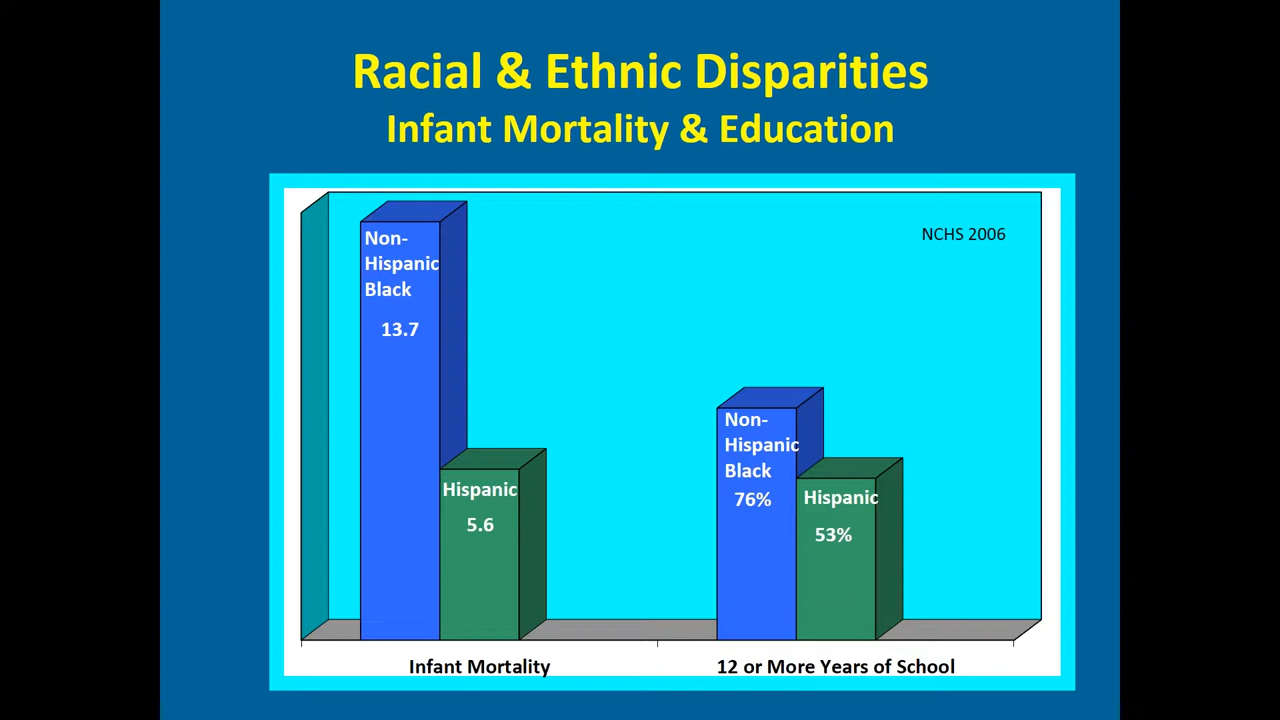 Racial & Ethnic Disparities
Infant Mortality & Education
NCHS 2006
Non-
Hispanic
Black
13.7
Hispanic
5.6
Non-
Hispanic
Black
76%
Hispanic
53%
Infant Mortality
12 or More Years of School